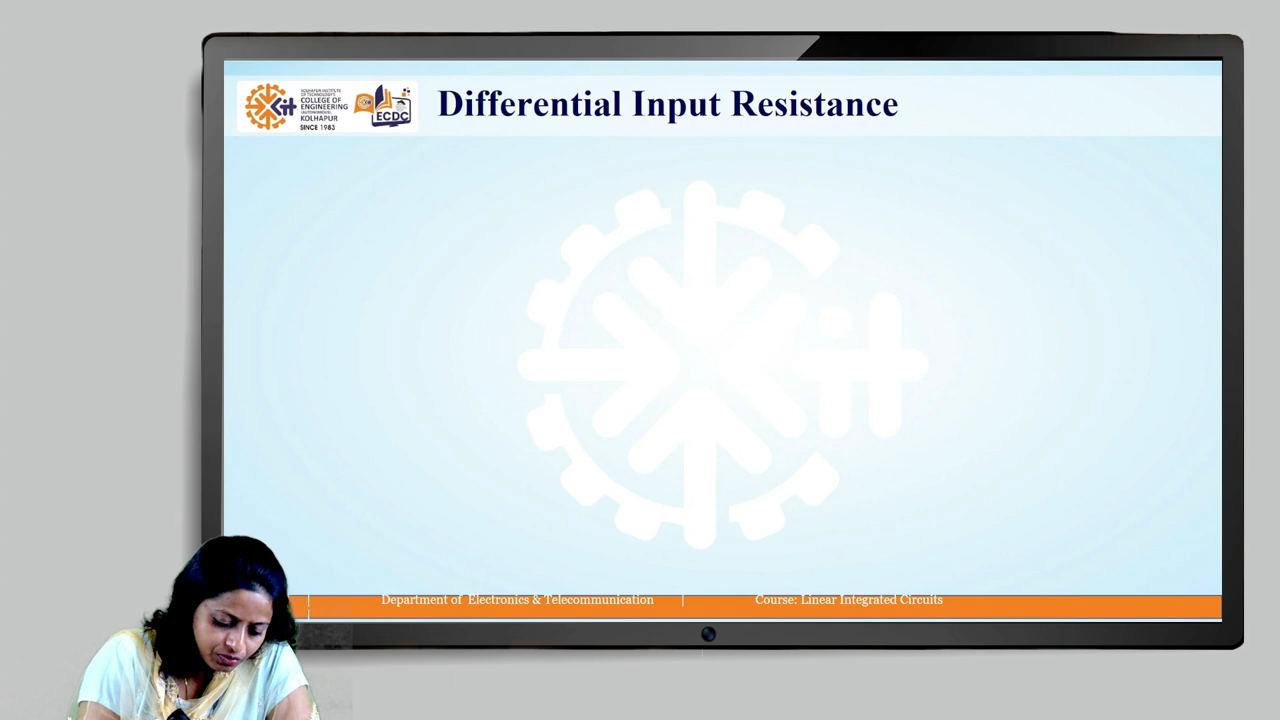 KOLHAPUR INSTITUTE
OF TECHNOLOGY'S
COLLEGE OF
ENGINEERING
(AUTONOMOUS)
KOLHAPUR
SINCE 1983
ECDC
Differential Input Resistance
Department of Electronics & Telecommunication | Course: Linear Integrated Circuits